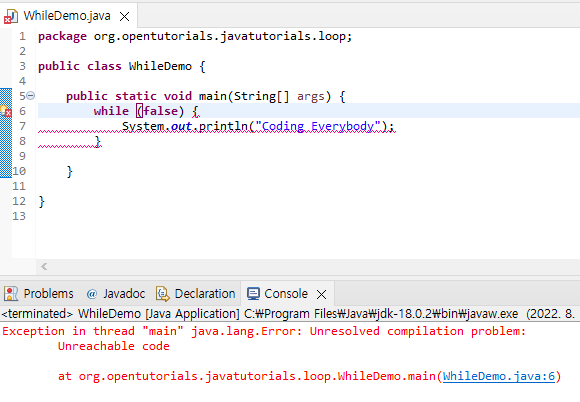 WhileDemo.java
1 package org.opentutorials.javatutorials.loop;
2
3 public class WhileDemo {
4
5 public static void main(String[] args) {
6 while (false) {
7 System.out.println("Coding Everybody");
8 }
9
10 }
11
12 }
13
Problems @ Javadoc Declaration Console
<terminated> WhileDemo [Java Application] C:₩Program Files₩Java₩jdk-18.0.2₩bin₩javaw.exe (2022. 8.
Exception in thread "main" java.lang.Error: Unresolved compilation problem:
Unreachable code
at org.opentutorials.javatutorials.loop.WhileDemo.main(WhileDemo.java:6)